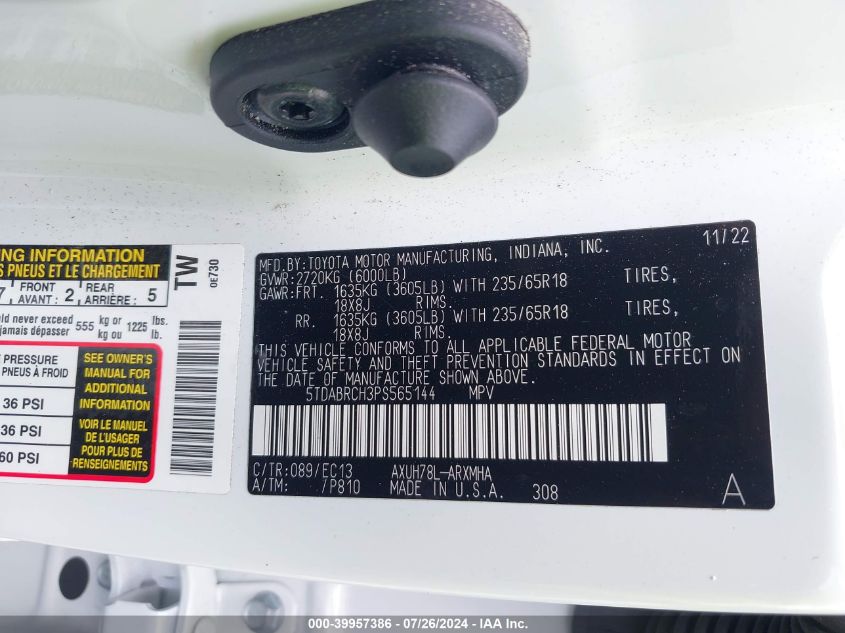 ING INFORMATION
S PNEUS ET LE CHARGEMENT
7 FRONT AVANT : 2 REAR ARRIÈRE : 5
uld never exceed 555 kg or 1225 lbs.
jamais dépasser kg ou lb.
E PRESSURE
PNEUS À FROID
36 PSI
36 PSI
60 PSI
SEE OWNER'S
MANUAL FOR
ADDITIONAL
INFORMATION
VOIR LE MANUEL
DE L'USAGER
POUR PLUS DE
RENSEIGNEMENTS
TW
0E730
MFD.BY:TOYOTA MOTOR MANUFACTURING, INDIANA, INC. 11/22
GVWR:2720KG (6000LB)
GAWR:FRT. 1635KG (3605LB) WITH 235/65R18 TIRES,
18X8J RIMS.
RR. 1635KG (3605LB) WITH 235/65R18 TIRES,
18X8J RIMS.
THIS VEHICLE CONFORMS TO ALL APPLICABLE FEDERAL MOTOR
VEHICLE SAFETY AND THEFT PREVENTION STANDARDS IN EFFECT ON
THE DATE OF MANUFACTURE SHOWN ABOVE.
5TDABRCH3PS565144 MPV
C/TR:089/EC13 AXUH78L-ARXMHA
A/TM: /P810 MADE IN U.S.A. 308
A
000-39957386 - 07/26/2024 - IAA Inc.